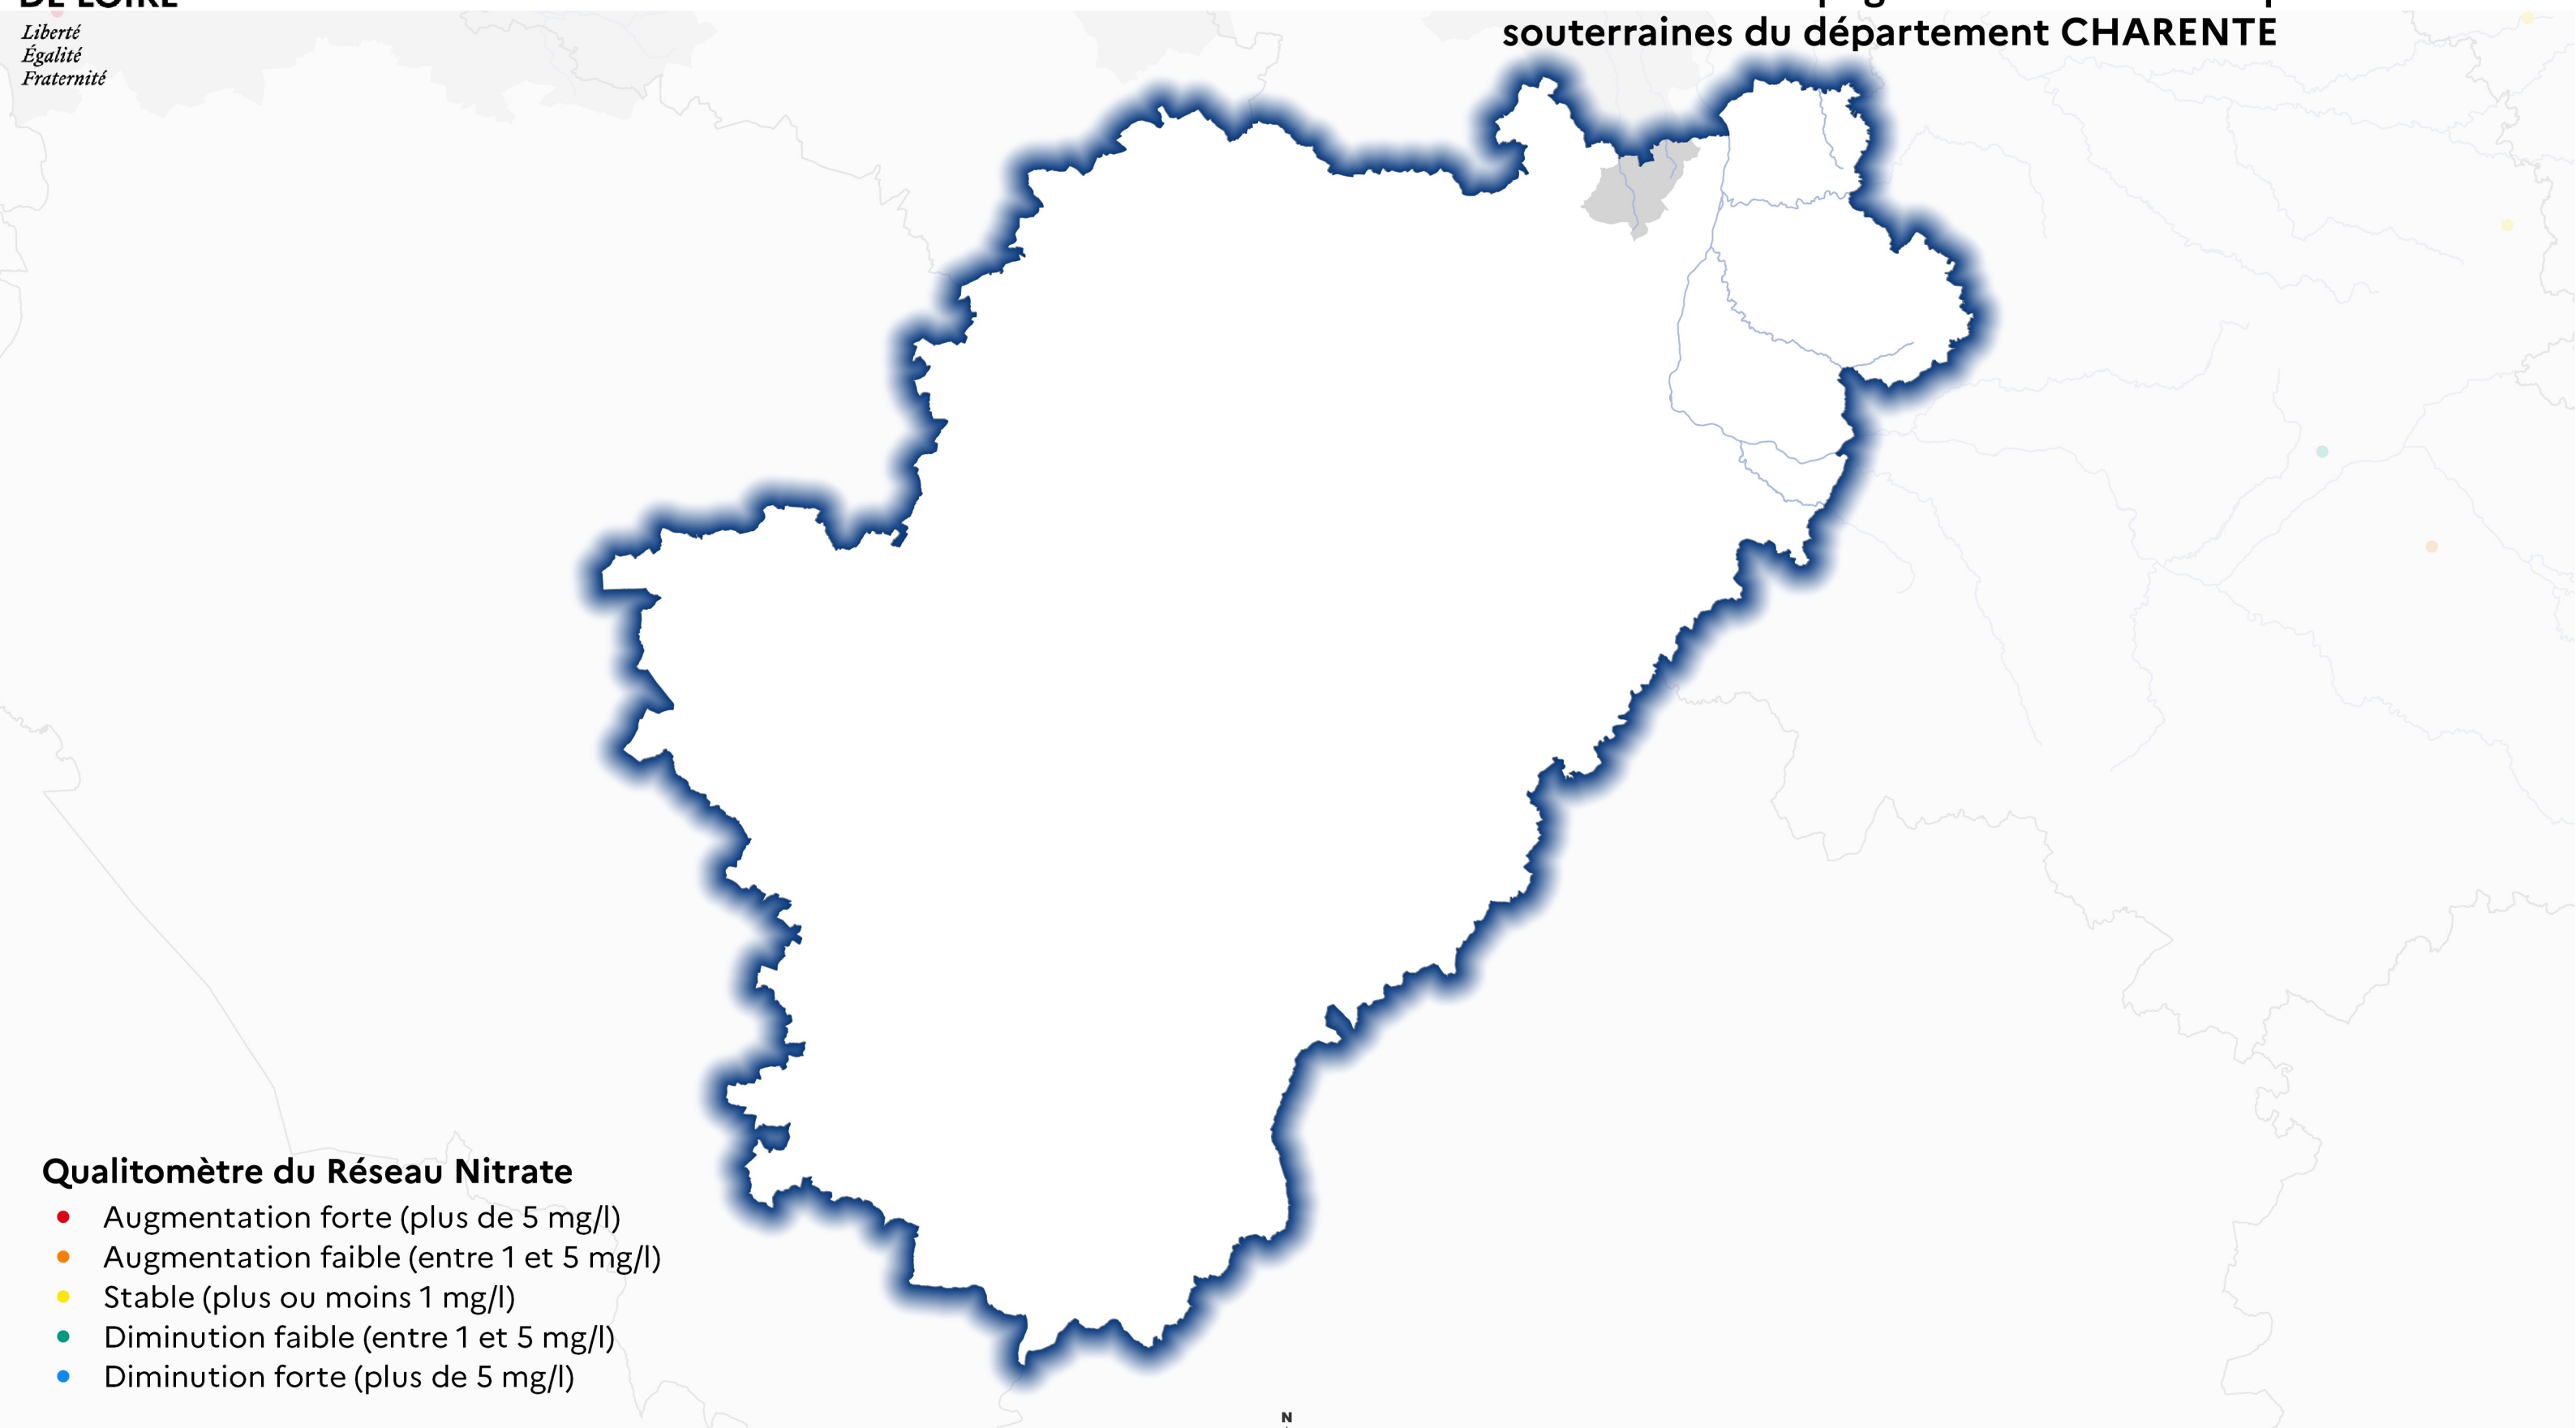 DE LOIRE
Liberté
Égalité
Fraternité
souterraines du département CHARENTE
Qualitomètre du Réseau Nitrate
Augmentation forte (plus de 5 mg/l)
Augmentation faible (entre 1 et 5 mg/l)
Stable (plus ou moins 1 mg/l)
Diminution faible (entre 1 et 5 mg/l)
Diminution forte (plus de 5 mg/l)
N